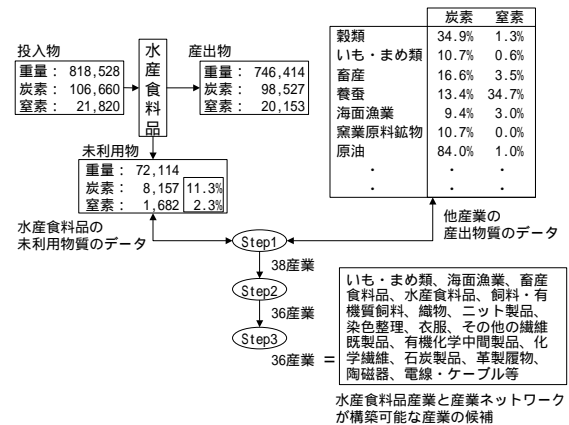 投入物
重量： 818,528
炭素： 106,660
窒素： 21,820
水産食料品
産出物
重量： 746,414
炭素： 98,527
窒素： 20,153
未利用物
重量： 72,114
炭素： 8,157 11.3%
窒素： 1,682 2.3%
水産食料品の
未利用物質のデータ
炭素 窒素
穀類 34.9% 1.3%
いも・まめ類 10.7% 0.6%
畜産 16.6% 3.5%
養蚕 13.4% 34.7%
海面漁業 9.4% 3.0%
窯業原料鉱物 10.7% 0.0%
原油 84.0% 1.0%
・ ・ ・
・ ・ ・
他産業の
産出物質のデータ
Step1
38産業
Step2
36産業
Step3
36産業 =
いも・まめ類、海面漁業、畜産
食料品、水産食料品、飼料・有
機質飼料、織物、ニット製品、
染色整理、衣服、その他の繊維
既製品、有機化学中間製品、化
学繊維、石炭製品、革製履物、
陶磁器、電線・ケーブル等
水産食料品産業と産業ネットワーク
が構築可能な産業の候補